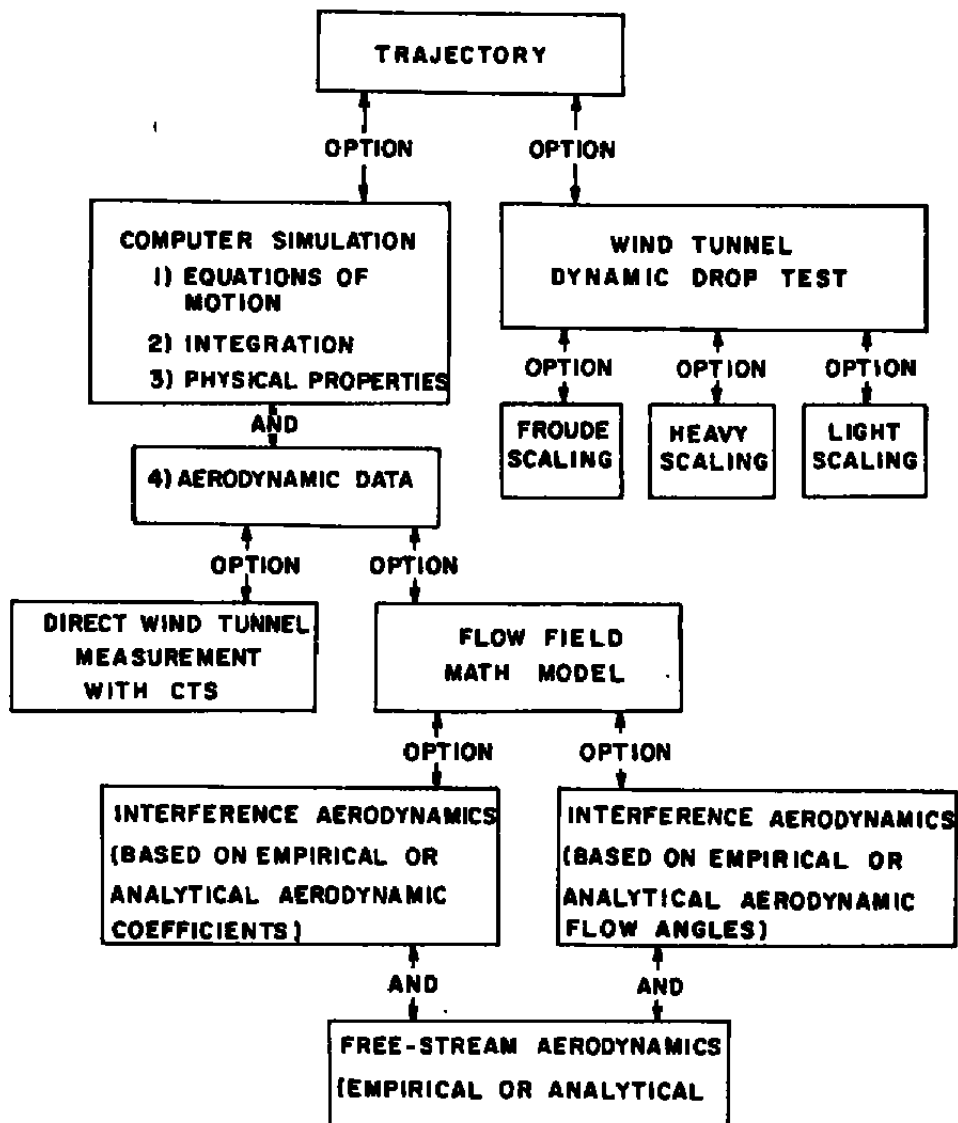 TRAJECTORY
OPTION
OPTION
COMPUTER SIMULATION
1) EQUATIONS OF
MOTION
2) INTEGRATION
3) PHYSICAL PROPERTIES
WIND TUNNEL
DYNAMIC DROP TEST
OPTION
OPTION
OPTION
FROUDE
SCALING
HEAVY
SCALING
LIGHT
SCALING
AND
4) AERODYNAMIC DATA
OPTION
OPTION
DIRECT WIND TUNNEL
MEASUREMENT
WITH CTS
FLOW FIELD
MATH MODEL
OPTION
OPTION
INTERFERENCE AERODYNAMICS
(BASED ON EMPIRICAL OR
ANALYTICAL AERODYNAMIC
COEFFICIENTS)
INTERFERENCE AERODYNAMICS
(BASED ON EMPIRICAL OR
ANALYTICAL AERODYNAMIC
FLOW ANGLES)
AND
AND
FREE-STREAM AERODYNAMICS
(EMPIRICAL OR ANALYTICAL